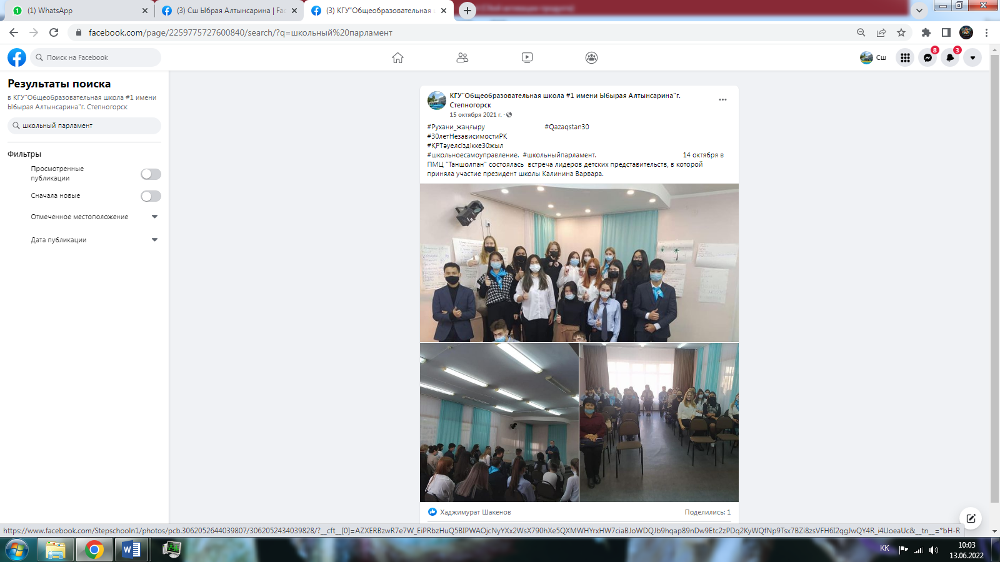 (1) WhatsApp
(3) Сш Ыбрая Алтынсарина | Fac
(3) КГУ"Общеобразовательная ш
facebook.com/page/2259775727600840/search/?q=школьный%20парламент
Поиск на Facebook
Сш
8
3
Результаты поиска
в КГУ"Общеобразовательная школа #1 имени
Ыбырая Алтынсарина"г. Степногорск
школьный парламент
Фильтры
Просмотренные
публикации
Сначала новые
Отмеченное местоположение
Дата публикации
КГУ"Общеобразовательная школа #1 имени Ыбырая Алтынсарина"г.
Степногорск
15 октября 2021 г. ·
#Рухани_жаңғыру #Qazaqstan30
#30летНезависимостиРК
#ҚРТәуелсіздікке30жыл
#школьноесамоуправление. #школьныйпарламент. 14 октября в
ПМЦ "Таншолпан" состоялась встреча лидеров детских представительств, в которой
приняла участие президент школы Калинина Варвара.
Хаджимурат Шакенов
Поделились: 1
https://www.facebook.com/Stepschooln1/photos/pcb.3062052644039807/3062052434039828/?__cft__[0]=AZXERBzwR7e7W_EiPRbzHuQ5BIPWAOjcNyYXx2WsX790hXe5QXMWHYrxHW7ciaBJoWDQJb9hqap89nDw9Etc2zPDq2KyWQfNp9Tsx7BZi8zsVFH6I2qgJwQY4R_i4UoeaUc&__tn__=*bH-R
KK
10:03
13.06.2022